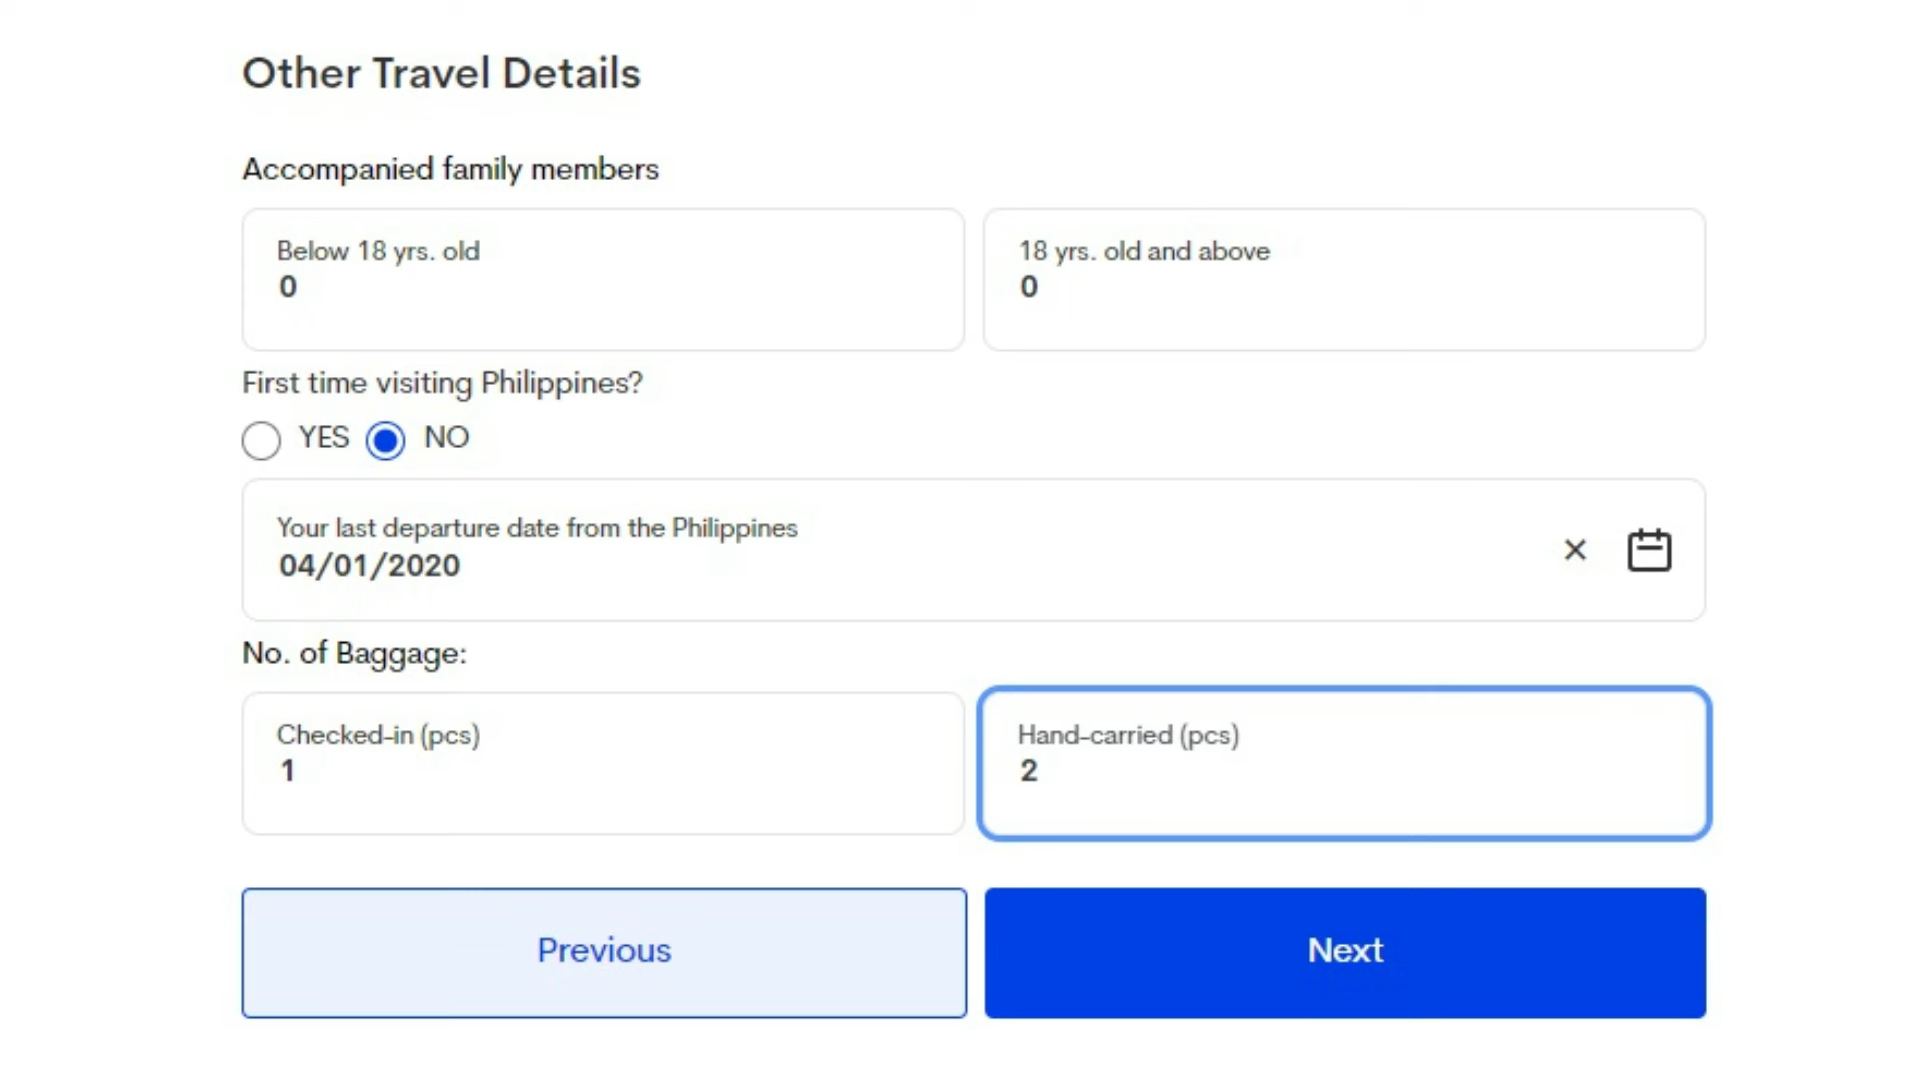 Other Travel Details
Accompanied family members
Below 18 yrs. old
0
18 yrs. old and above
0
First time visiting Philippines?
YES NO
Your last departure date from the Philippines
04/01/2020
No. of Baggage:
Checked-in (pcs)
1
Hand-carried (pcs)
2
Previous
Next